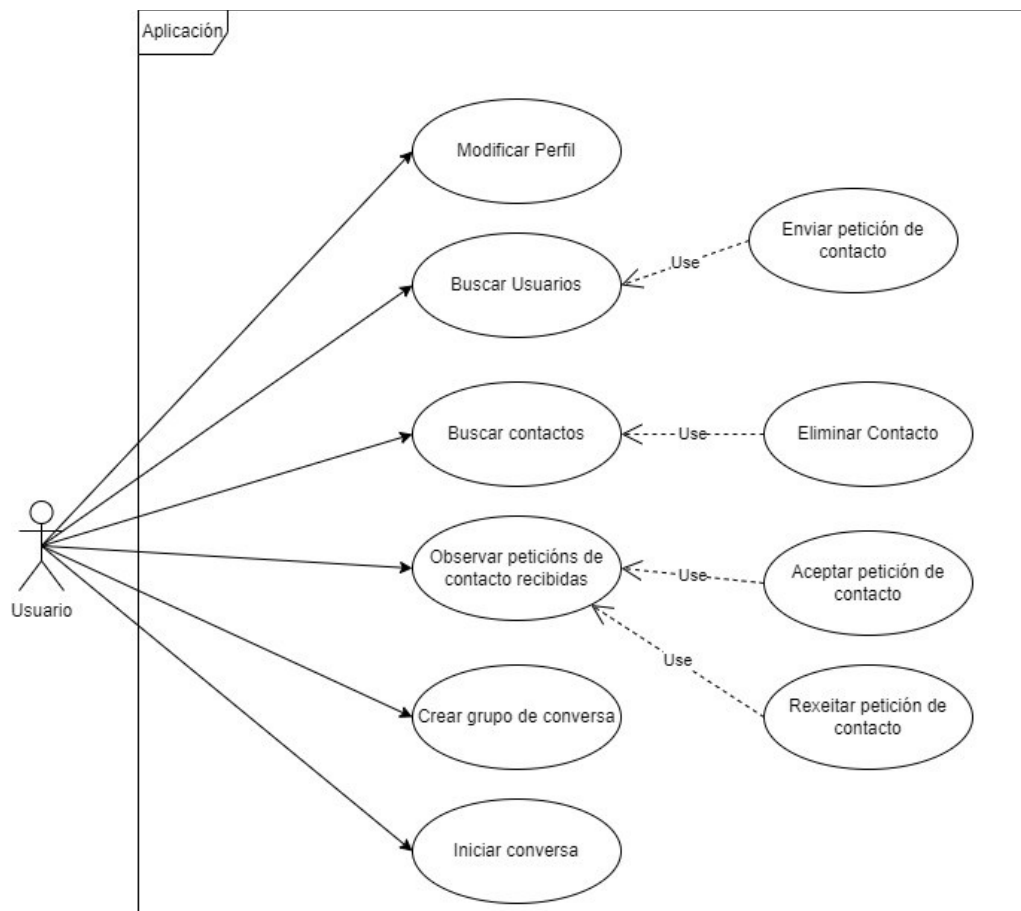 Aplicación
Modificar Perfil
Enviar petición de
contacto
Use
Buscar Usuarios
Buscar contactos
Use
Eliminar Contacto
Observar peticións de
contacto recibidas
Use
Aceptar petición de
contacto
Usuario
Use
Rexeitar petición de
contacto
Crear grupo de conversa
Iniciar conversa